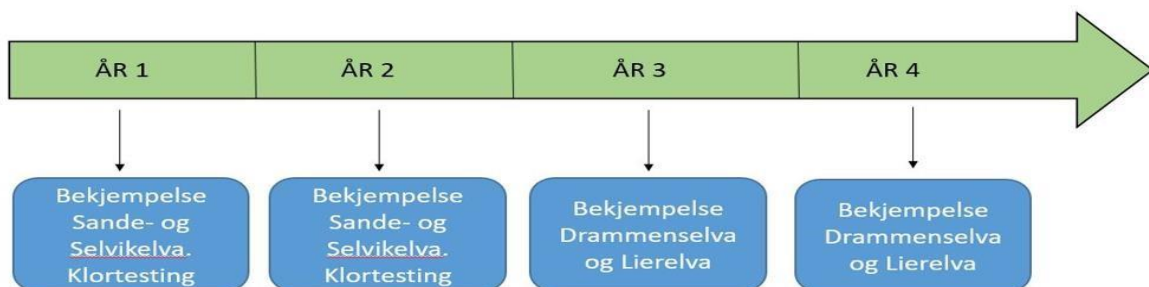 ÅR 1
ÅR 2
ÅR 3
ÅR 4
Bekjempelse
Sande- og
Selvikelva.
Klortesting
Bekjempelse
Sande- og
Selvikelva.
Klortesting
Bekjempelse
Drammenselva
og Lierelva
Bekjempelse
Drammenselva
og Lierelva